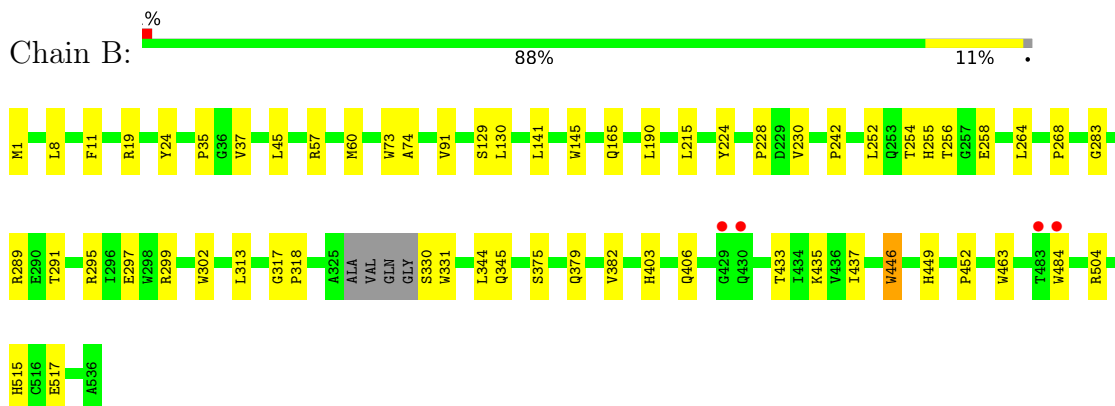 %
Chain B:
88%
11%
M1 L8 F11 R19 Y24 P35 G36 V37 L45 R57 M60 W73 A74 V91 S129 L130 L141 W145 Q165 L190 L215 Y224 P228 D229 V230 P242 L252 Q253 T254 H255 T256 G257 E258 L264 P268 G283
R289 E290 T291 R295 I296 E297 W298 R299 W302 L313 G317 P318 A325 ALA VAL GLN GLY S330 W331 L344 Q345 S375 Q379 V382 H403 Q406 G429 Q430 T433 I434 K435 V436 I437 W446 H449 P452 W463 T483 W484 R504
H515 C516 E517 A536